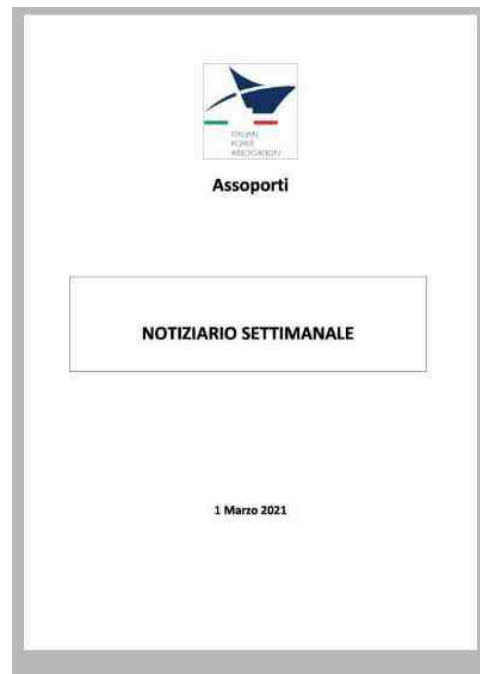 ITALIAN
PORTS
ASSOCIATION
Assoporti
NOTIZIARIO SETTIMANALE
1 Marzo 2021